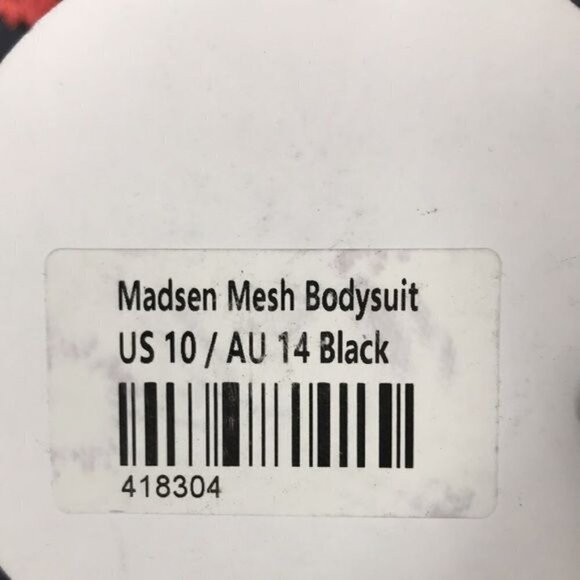 Madsen Mesh Bodysuit
US 10 / AU 14 Black
418304